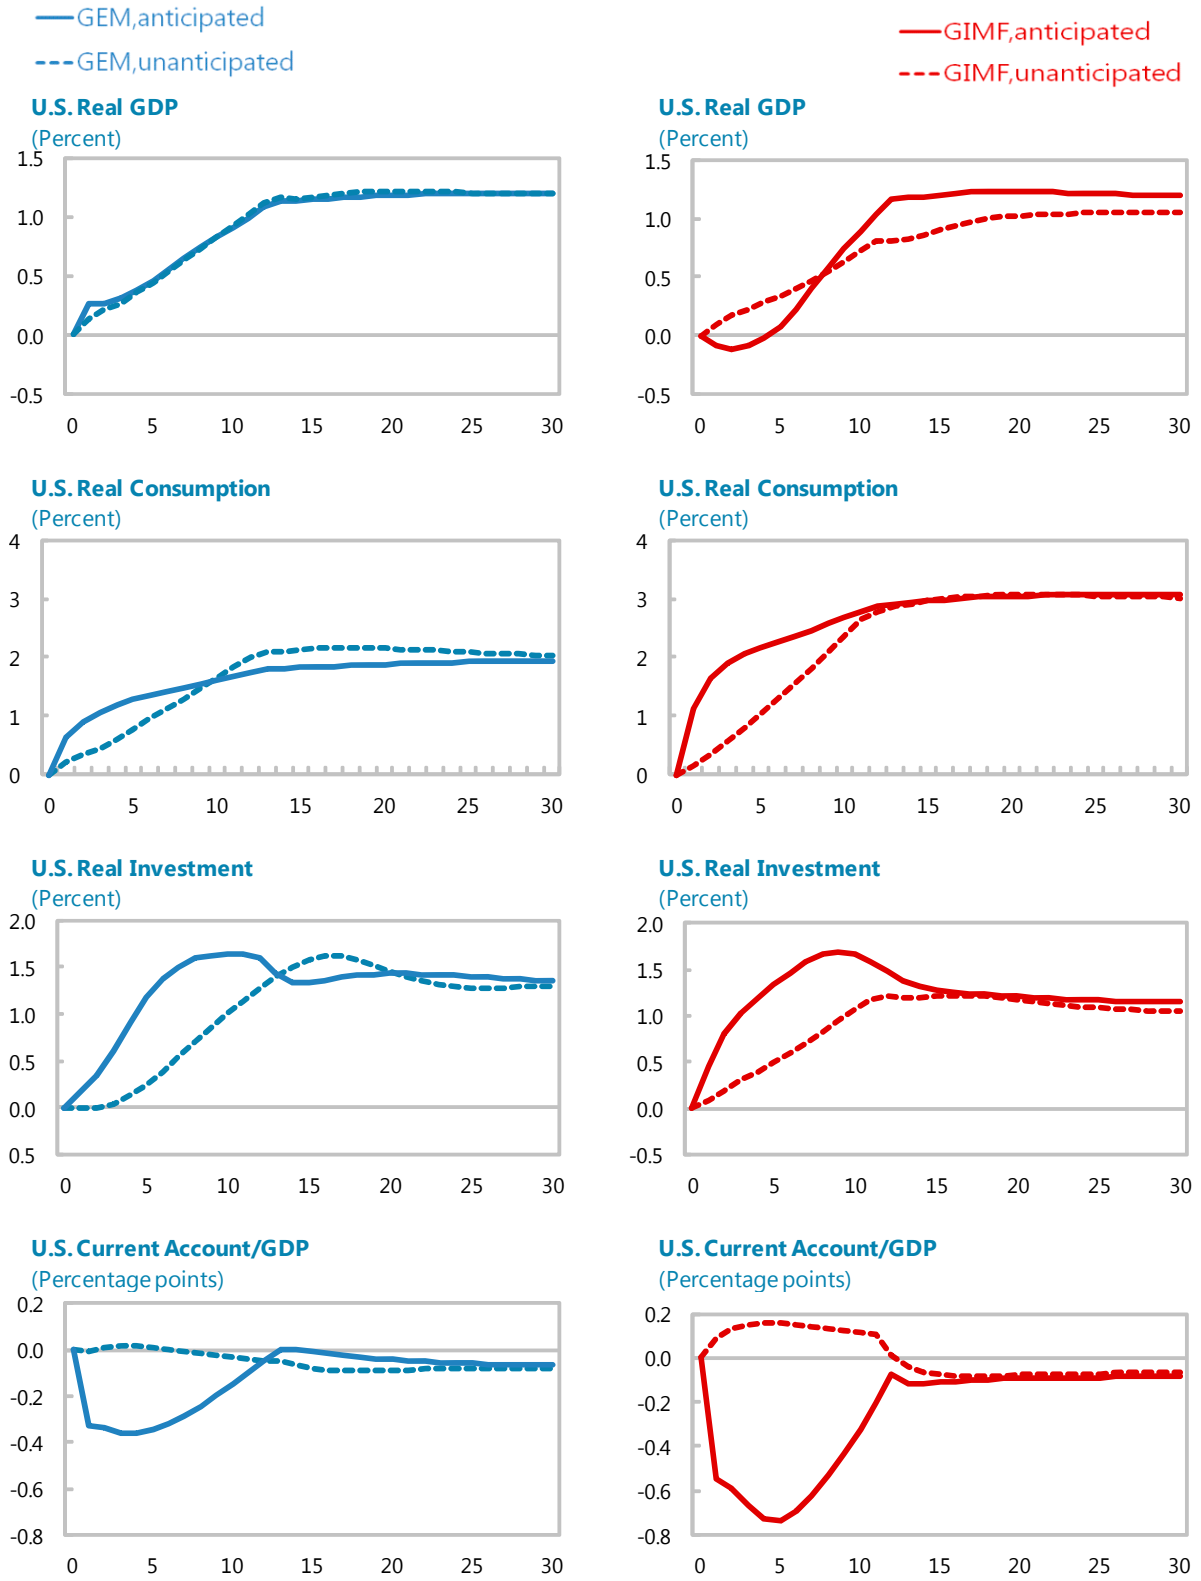 GEM,anticipated
GEM,unanticipated
GIMF,anticipated
GIMF,unanticipated
U.S. Real GDP
(Percent)
1.5
1.0
0.5
0.0
-0.5
0 5 10 15 20 25 30
U.S. Real GDP
(Percent)
1.5
1.0
0.5
0.0
-0.5
0 5 10 15 20 25 30
U.S. Real Consumption
(Percent)
4
3
2
1
0
0 5 10 15 20 25 30
U.S. Real Consumption
(Percent)
4
3
2
1
0
0 5 10 15 20 25 30
U.S. Real Investment
(Percent)
2.0
1.5
1.0
0.5
0.0
0.5
0 5 10 15 20 25 30
U.S. Real Investment
(Percent)
2.0
1.5
1.0
0.5
0.0
-0.5
0 5 10 15 20 25 30
U.S. Current Account/GDP
(Percentage points)
0.2
0.0
-0.2
-0.4
-0.6
-0.8
0 5 10 15 20 25 30
U.S. Current Account/GDP
(Percentage points)
0.2
0.0
-0.2
-0.4
-0.6
-0.8
0 5 10 15 20 25 30